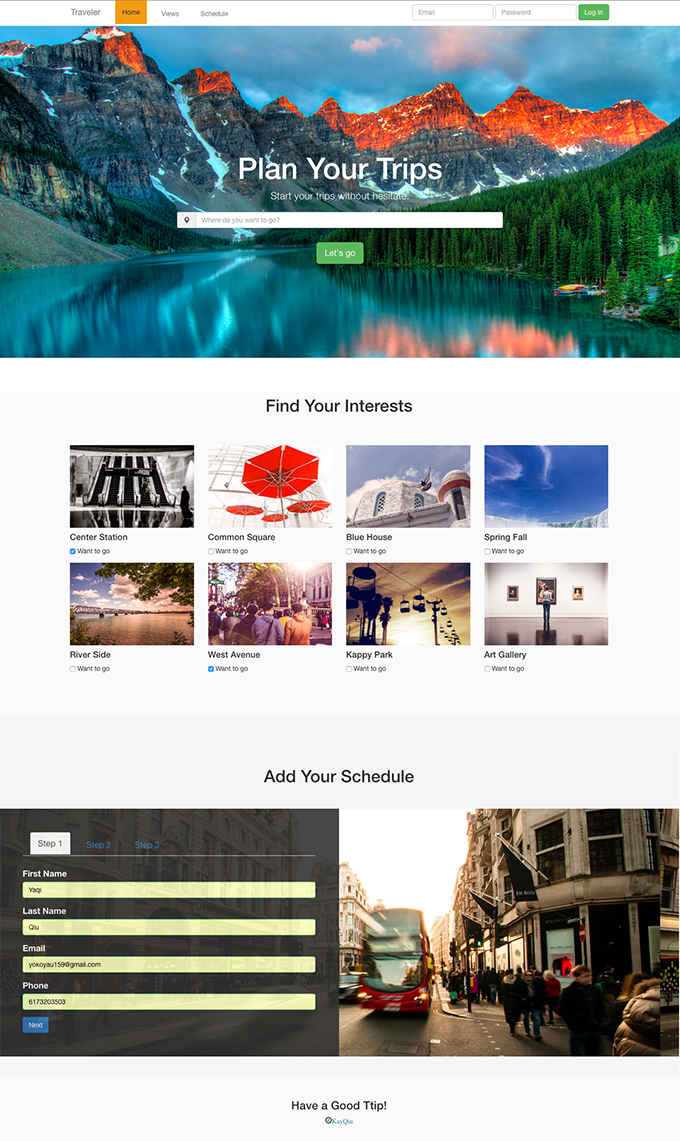 Traveler Home Views Schedule Email Password Log In
Plan Your Trips
Start your trips without hesitate.
Where do you want to go?
Let's go
Find Your Interests
Center Station Common Square Blue House Spring Fall
Want to go Want to go Want to go Want to go
River Side West Avenue Kappy Park Art Gallery
Want to go Want to go Want to go Want to go
Add Your Schedule
Step 1 Step 2 Step 3
First Name
Yaqi
Last Name
Qiu
Email
yokoyau159@gmail.com
Phone
6173203503
Next
Have a Good Ttip!
KayQiu